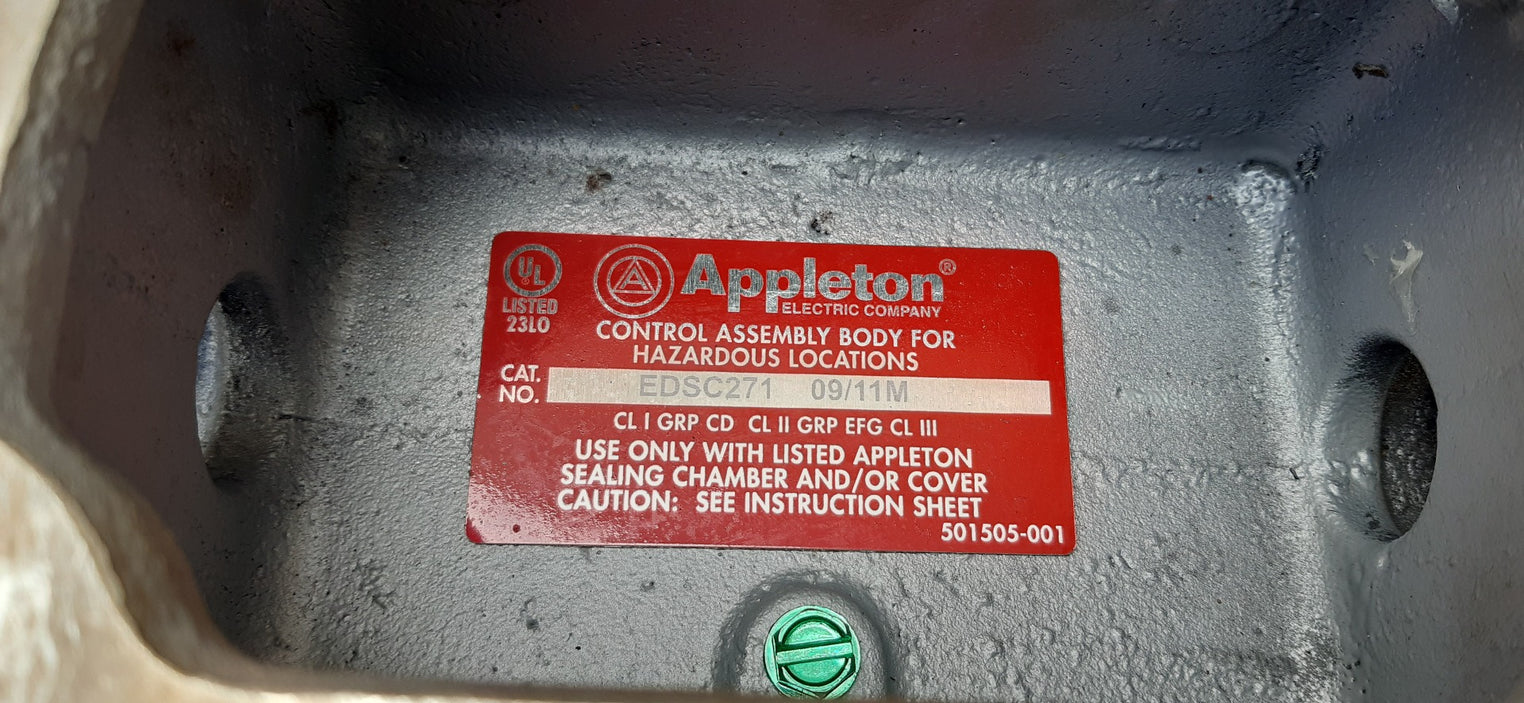 UL
LISTED
23L0
A
Appleton®
ELECTRIC COMPANY
CONTROL ASSEMBLY BODY FOR
HAZARDOUS LOCATIONS
CAT.
NO.
EDSC271 09/11M
CL I GRP CD CL II GRP EFG CL III
USE ONLY WITH LISTED APPLETON
SEALING CHAMBER AND/OR COVER
CAUTION: SEE INSTRUCTION SHEET
501505-001